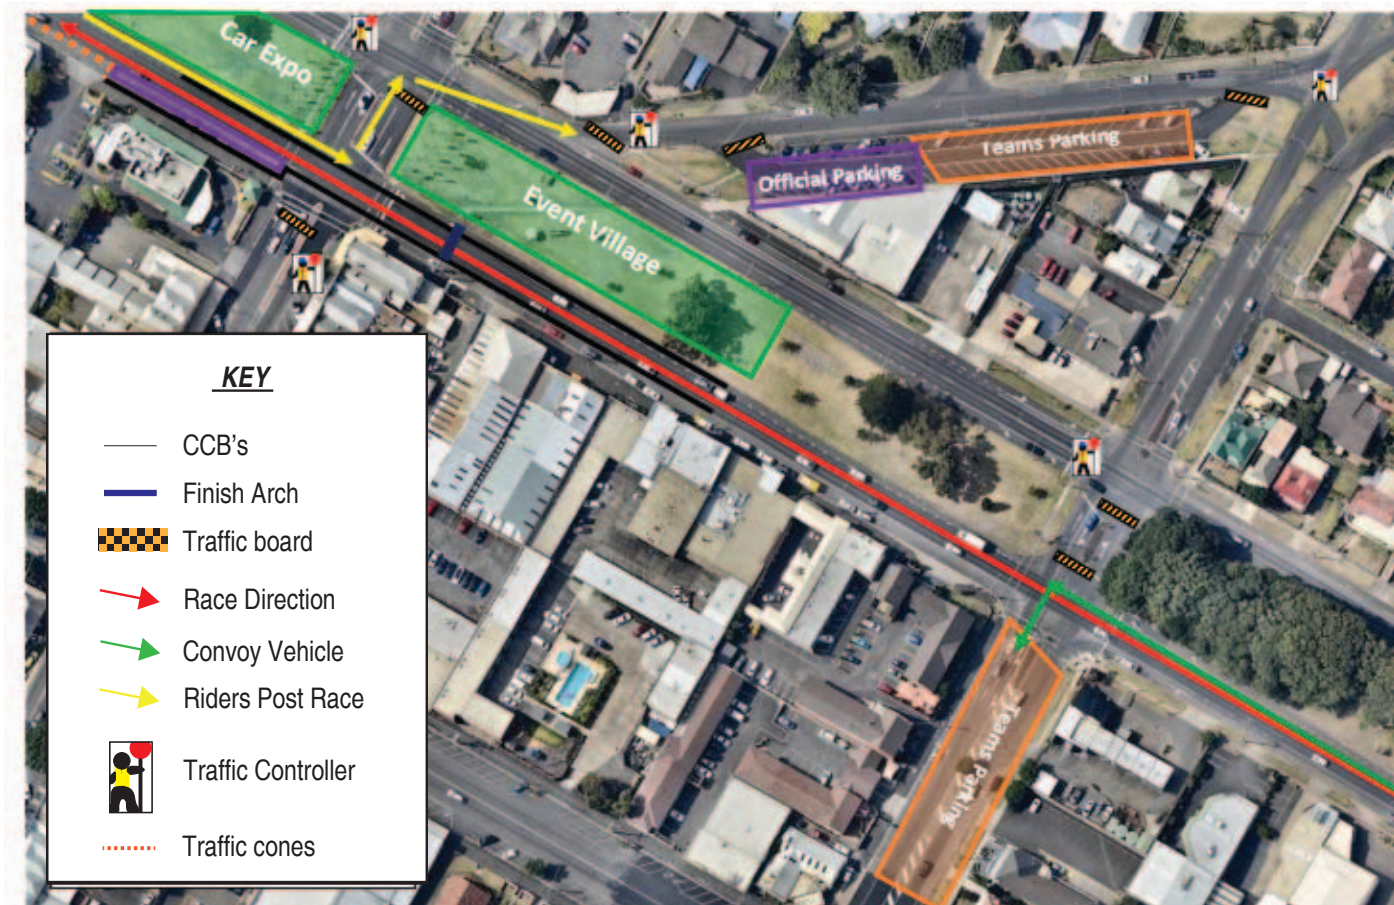 Car Expo
Event Village
Official Parking
Teams Parking
Teams Parking
KEY
CCB's
Finish Arch
Traffic board
Race Direction
Convoy Vehicle
Riders Post Race
Traffic Controller
Traffic cones